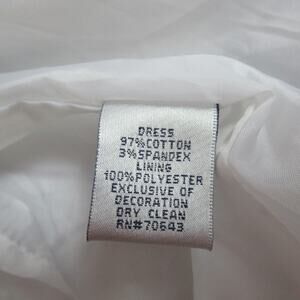 DRESS
97%COTTON
3%SPANDEX
LINING
100%POLYESTER
EXCLUSIVE OF
DECORATION
DRY CLEAN
RN#70643